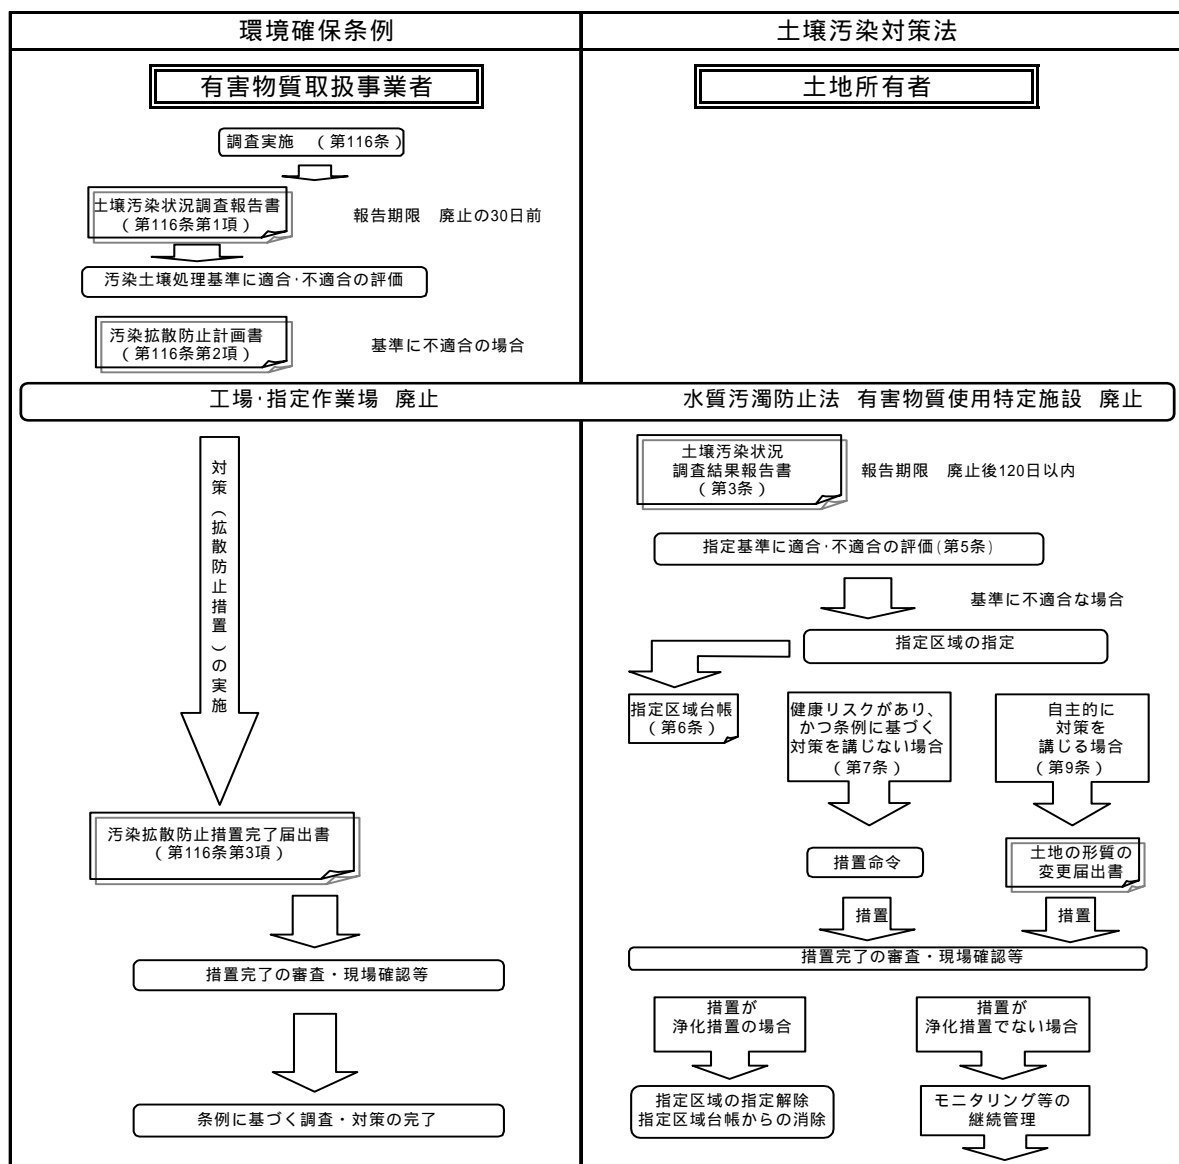 環境確保条例
有害物質取扱事業者
調査実施　（第116条）
土壌汚染状況調査報告書
（第116条第1項）
報告期限　廃止の30日前
汚染土壌処理基準に適合･不適合の評価
汚染拡散防止計画書
（第116条第2項）
基準に不適合の場合
工場･指定作業場　廃止
対策（拡散防止措置）の実施
汚染拡散防止措置完了届出書
（第116条第3項）
措置完了の審査・現場確認等
条例に基づく調査・対策の完了
土壌汚染対策法
土地所有者
水質汚濁防止法　有害物質使用特定施設　廃止
土壌汚染状況
調査結果報告書
（第3条）
報告期限　廃止後120日以内
指定基準に適合･不適合の評価(第5条)
基準に不適合な場合
指定区域の指定
指定区域台帳
（第6条）
健康リスクがあり、
かつ条例に基づく
対策を講じない場合
（第7条）
自主的に
対策を
講じる場合
（第9条）
措置命令
土地の形質の
変更届出書
措置
措置
措置完了の審査・現場確認等
措置が
浄化措置の場合
措置が
浄化措置でない場合
指定区域の指定解除
指定区域台帳からの消除
モニタリング等の
継続管理